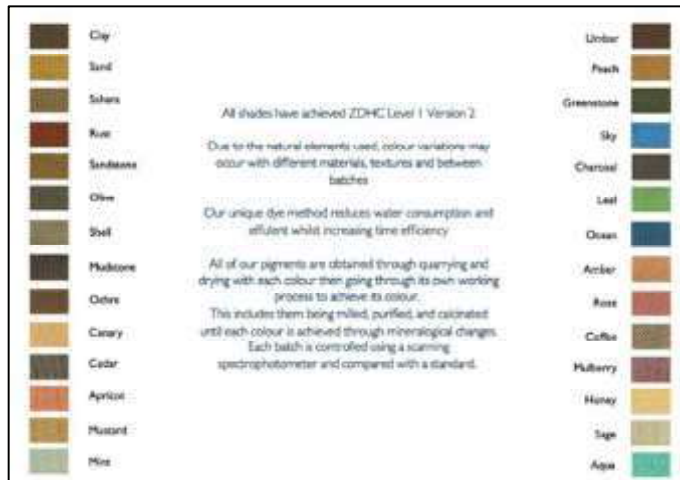 Clay
Sand
Sahara
Rust
Sandstone
Olive
Shell
Mudstone
Ochre
Canary
Cedar
Apricot
Mustard
Mint
All shades have achieved ZDHC Level 1 Version 2
Due to the natural elements used, colour variations may
occur with different materials, textures and between
batches
Our unique dye method reduces water consumption and
effluent whilst increasing time efficiency
All of our pigments are obtained through quarrying and
drying with each colour then going through its own working
process to achieve its colour.
This includes them being milled, purified, and calcinated
until each colour is achieved through mineralogical changes.
Each batch is controlled using a scanning
spectrophotometer and compared with a standard.
Umber
Peach
Greenstone
Sky
Charcoal
Leaf
Ocean
Amber
Rose
Coffee
Mulberry
Honey
Sage
Aqua